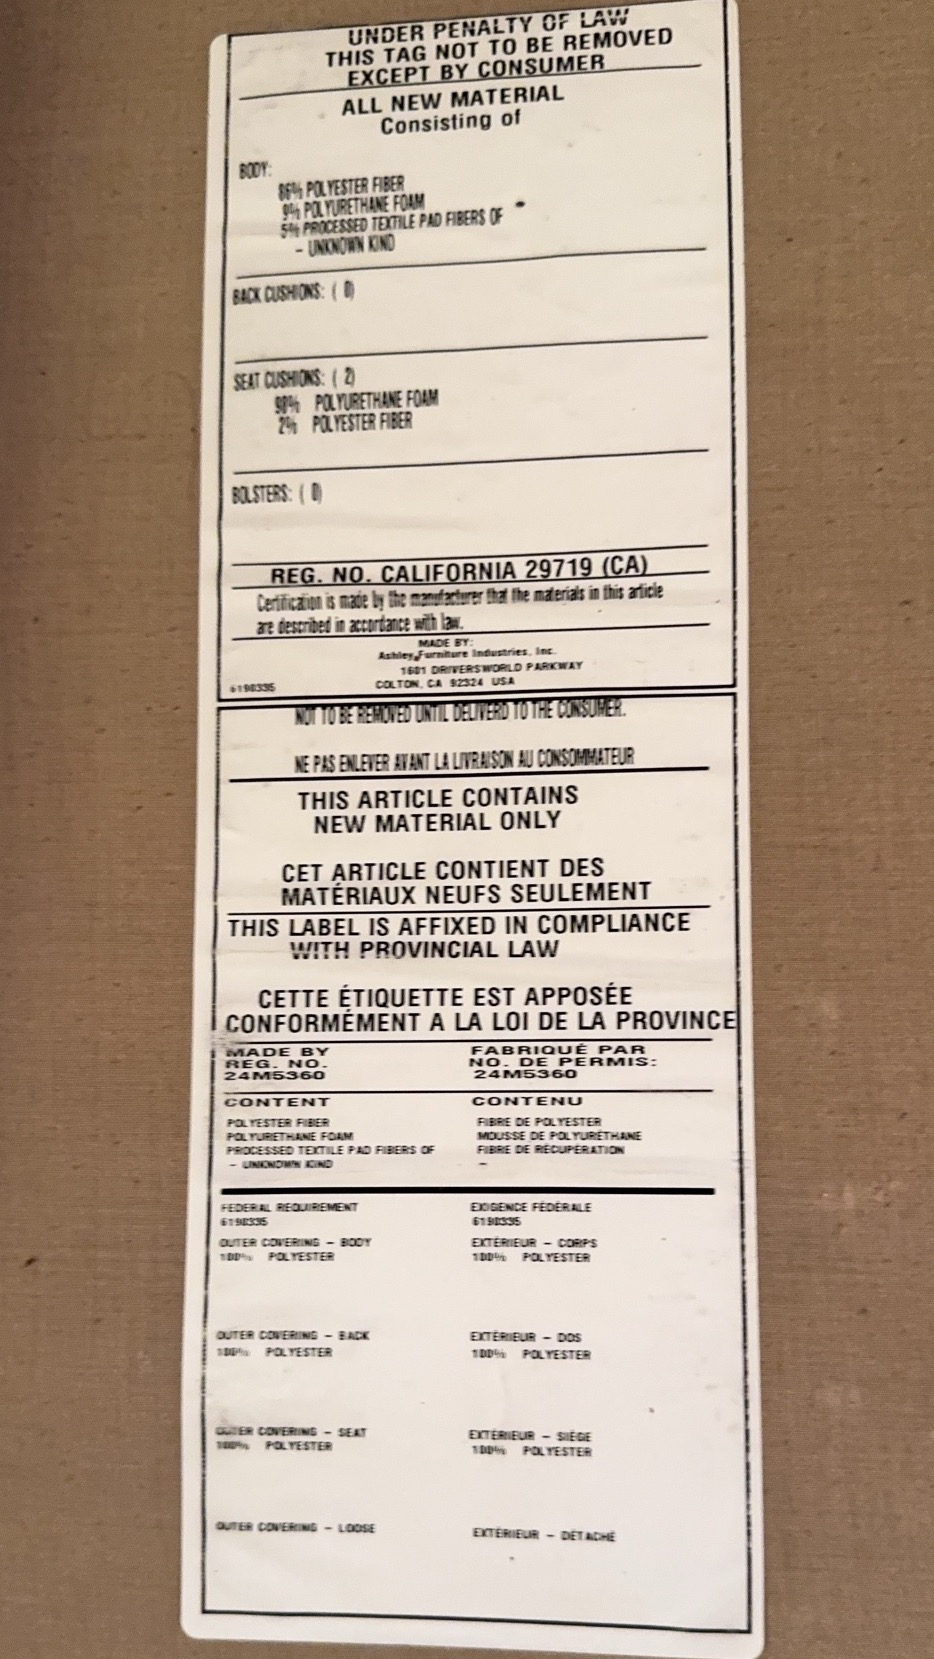 UNDER PENALTY OF LAW
THIS TAG NOT TO BE REMOVED
EXCEPT BY CONSUMER
ALL NEW MATERIAL
Consisting of
BODY:
86% POLYESTER FIBER
9% POLYURETHANE FOAM
5% PROCESSED TEXTILE PAD FIBERS OF
- UNKNOWN KIND
BACK CUSHIONS: ( 0)
SEAT CUSHIONS: ( 2)
98% POLYURETHANE FOAM
2% POLYESTER FIBER
BOLSTERS: ( 0)
REG. NO. CALIFORNIA 29719 (CA)
Certification is made by the manufacturer that the materials in this article
are described in accordance with law.
MADE BY:
Ashley Furniture Industries, Inc.
1601 DRIVERSWORLD PARKWAY
6190335 COLTON, CA 92324 USA
NOT TO BE REMOVED UNTIL DELIVERD TO THE CONSUMER.
NE PAS ENLEVER AVANT LA LIVRAISON AU CONSOMMATEUR
THIS ARTICLE CONTAINS
NEW MATERIAL ONLY
CET ARTICLE CONTIENT DES
MATÉRIAUX NEUFS SEULEMENT
THIS LABEL IS AFFIXED IN COMPLIANCE
WITH PROVINCIAL LAW
CETTE ÉTIQUETTE EST APPOSÉE
CONFORMÉMENT A LA LOI DE LA PROVINCE
MADE BY FABRIQUÉ PAR
REG. NO. NO. DE PERMIS:
24M5360 24M5360
CONTENT CONTENU
POLYESTER FIBER FIBRE DE POLYESTER
POLYURETHANE FOAM MOUSSE DE POLYURÉTHANE
PROCESSED TEXTILE PAD FIBERS OF FIBRE DE RÉCUPÉRATION
- UNKNOWN KIND -
FEDERAL REQUIREMENT EXIGENCE FÉDÉRALE
6190335 6190335
OUTER COVERING - BODY EXTÉRIEUR - CORPS
100% POLYESTER 100% POLYESTER
OUTER COVERING - BACK EXTÉRIEUR - DOS
100% POLYESTER 100% POLYESTER
OUTER COVERING - SEAT EXTÉRIEUR - SIÈGE
100% POLYESTER 100% POLYESTER
OUTER COVERING - LOOSE EXTÉRIEUR - DÉTACHÉ